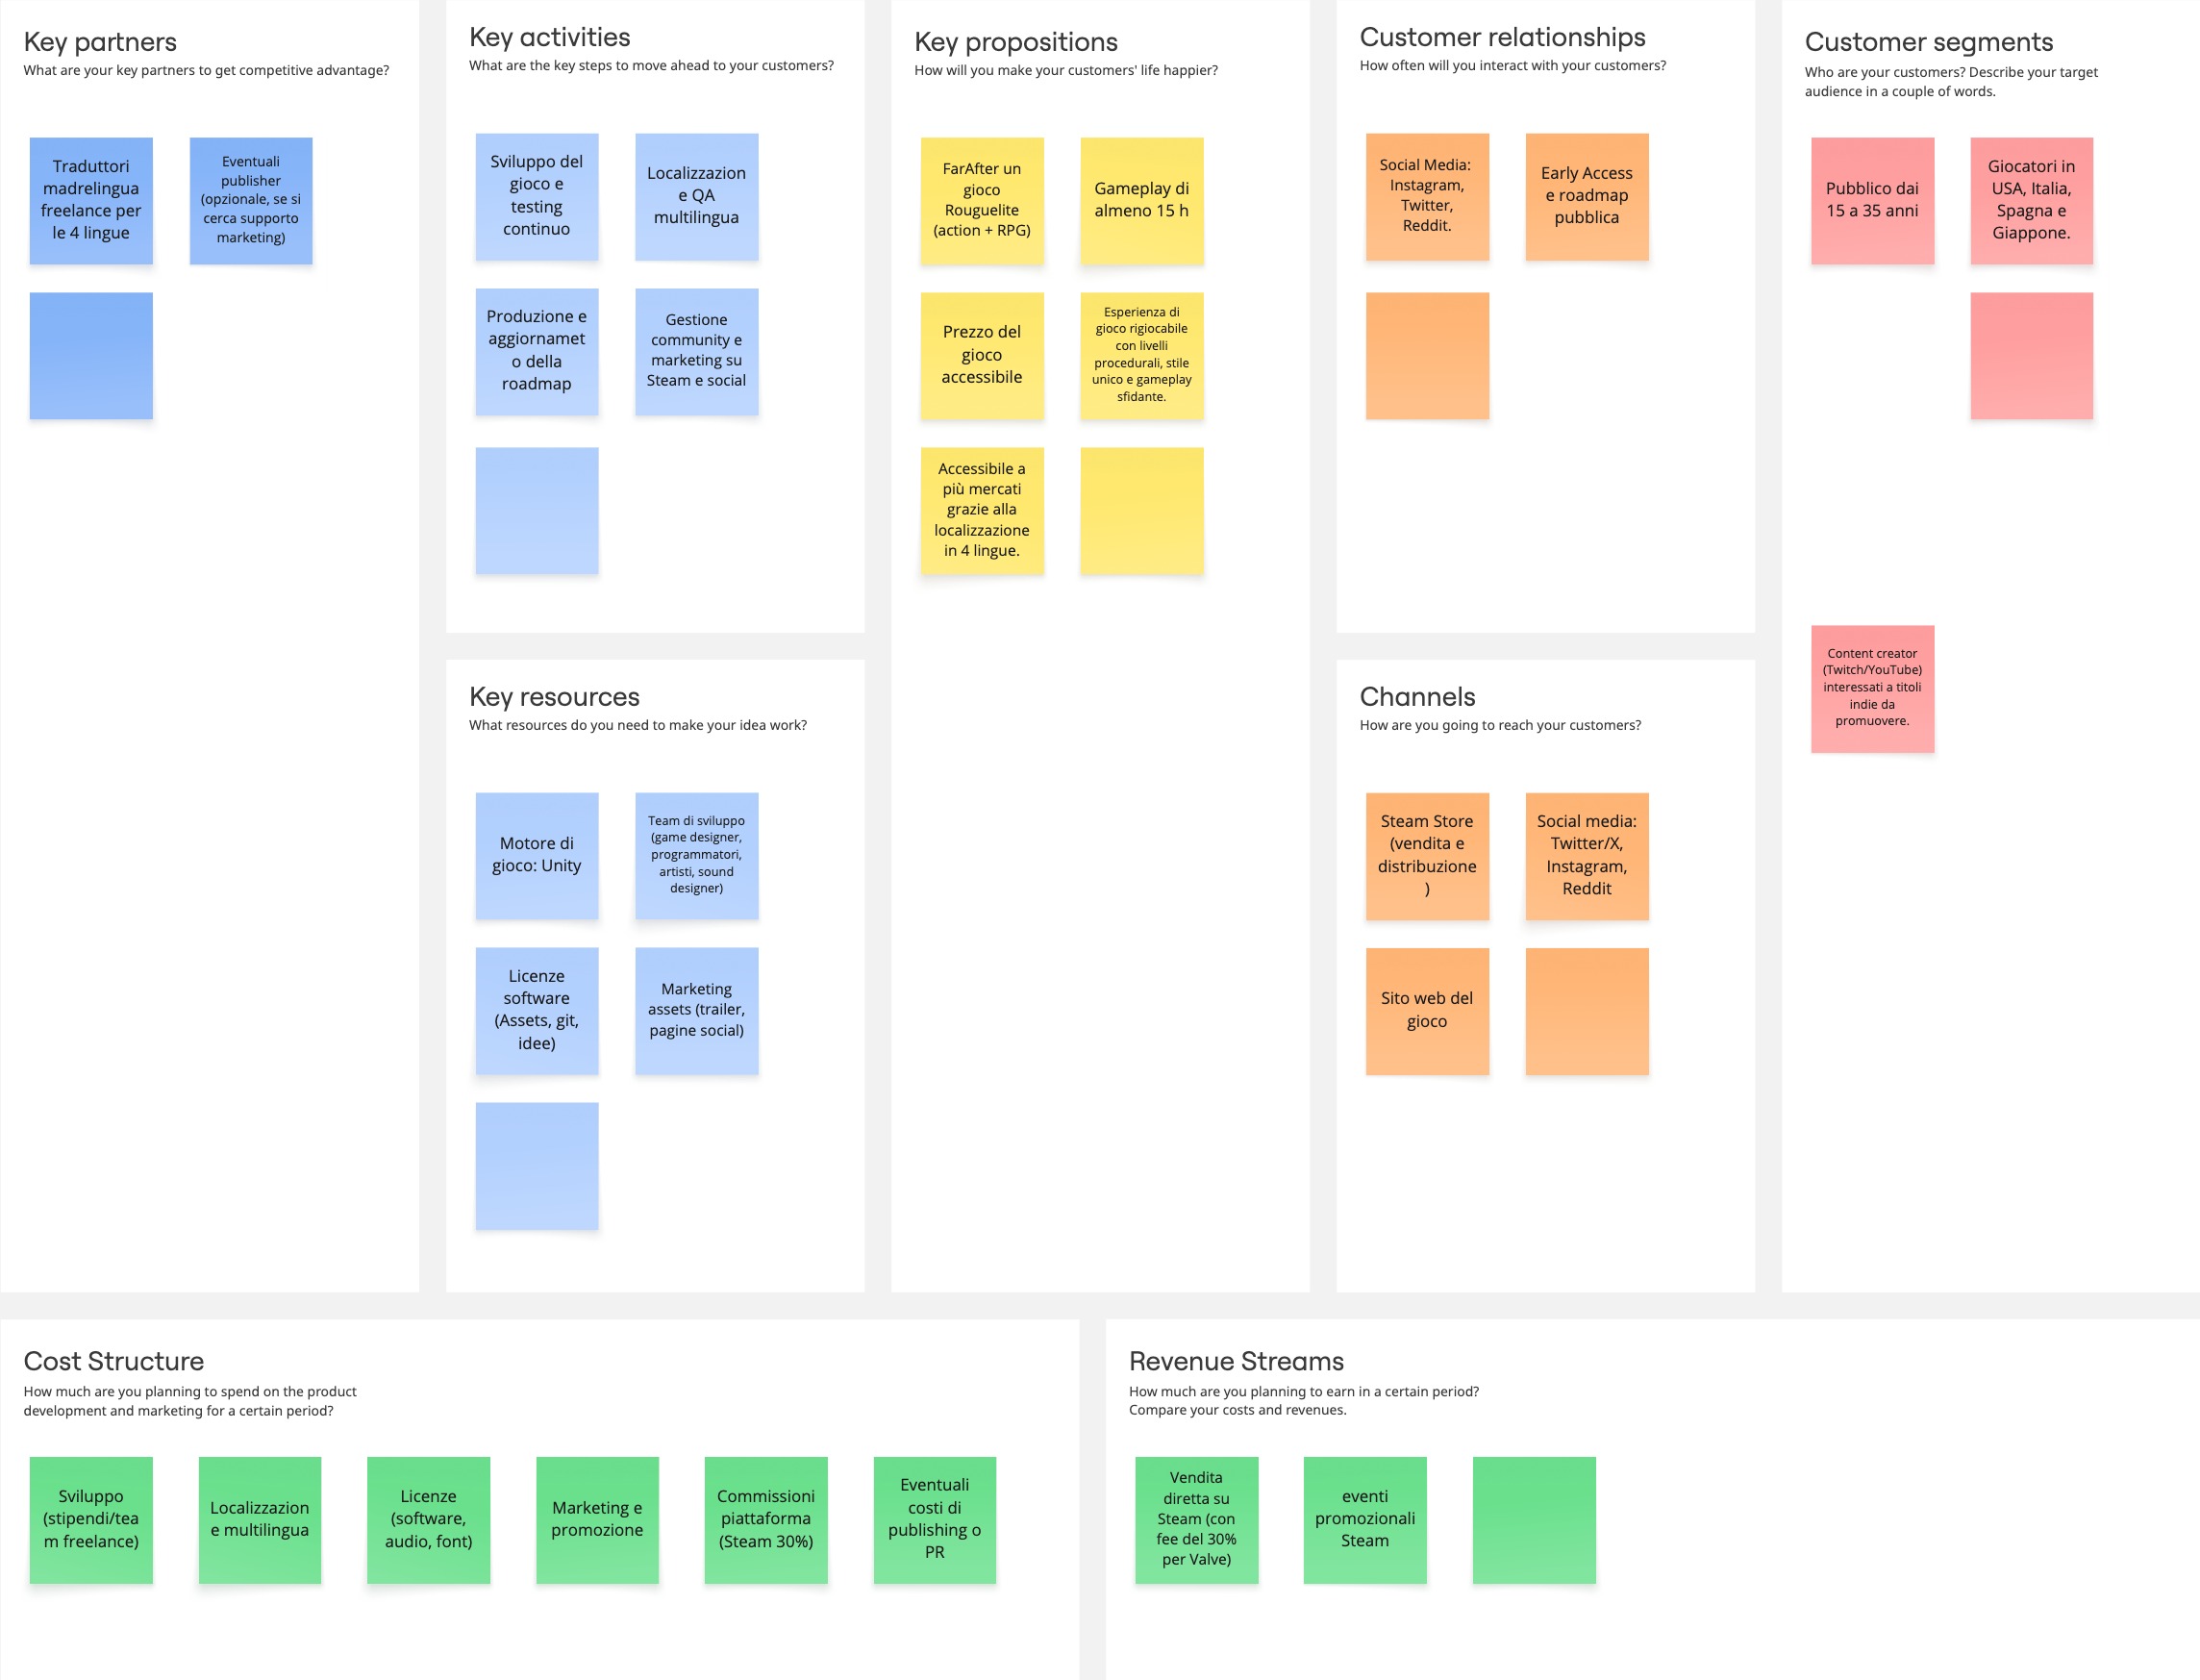 Key partners
What are your key partners to get competitive advantage?
Traduttori
madrelingua
freelance per
le 4 lingue
Eventuali
publisher
(opzionale, se si
cerca supporto
marketing)
Key activities
What are the key steps to move ahead to your customers?
Sviluppo del
gioco e
testing
continuo
Localizzazion
e QA
multilingua
Produzione e
aggiornamet
o della
roadmap
Gestione
community e
marketing su
Steam e social
Key resources
What resources do you need to make your idea work?
Motore di
gioco: Unity
Team di sviluppo
(game designer,
programmatori,
artisti, sound
designer)
Licenze
software
(Assets, git,
idee)
Marketing
assets (trailer,
pagine social)
Key propositions
How will you make your customers' life happier?
FarAfter un
gioco
Rouguelite
(action + RPG)
Gameplay di
almeno 15 h
Prezzo del
gioco
accessibile
Esperienza di
gioco rigiocabile
con livelli
procedurali, stile
unico e gameplay
sfidante.
Accessibile a
più mercati
grazie alla
localizzazione
in 4 lingue.
Customer relationships
How often will you interact with your customers?
Social Media:
Instagram,
Twitter,
Reddit.
Early Access
e roadmap
pubblica
Channels
How are you going to reach your customers?
Steam Store
(vendita e
distribuzione
)
Social media:
Twitter/X,
Instagram,
Reddit
Sito web del
gioco
Customer segments
Who are your customers? Describe your target
audience in a couple of words.
Pubblico dai
15 a 35 anni
Giocatori in
USA, Italia,
Spagna e
Giappone.
Content creator
(Twitch/YouTube)
interessati a titoli
indie da
promuovere.
Cost Structure
How much are you planning to spend on the product
development and marketing for a certain period?
Sviluppo
(stipendi/tea
m freelance)
Localizzazion
e multilingua
Licenze
(software,
audio, font)
Marketing e
promozione
Commissioni
piattaforma
(Steam 30%)
Eventuali
costi di
publishing o
PR
Revenue Streams
How much are you planning to earn in a certain period?
Compare your costs and revenues.
Vendita
diretta su
Steam (con
fee del 30%
per Valve)
eventi
promozionali
Steam